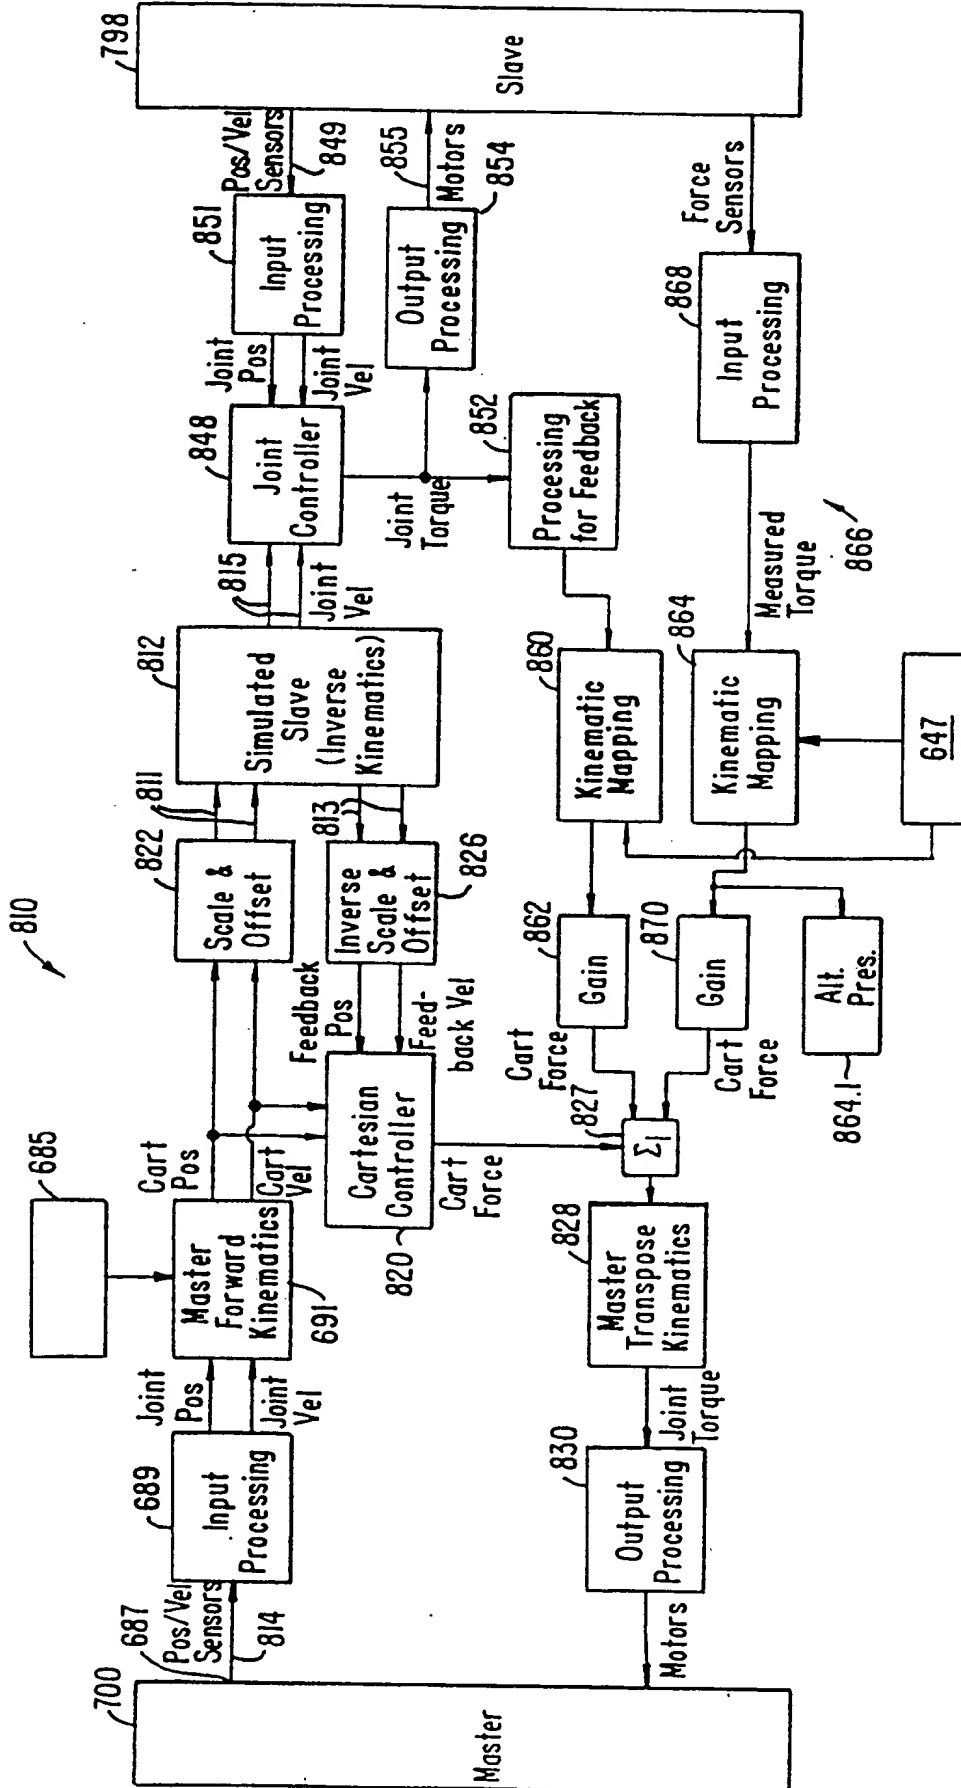 810
700
Master
687
Pos/Vel
Sensors
814
689
Input
Processing
Joint
Pos
Joint
Vel
685
Master
Forward
Kinematics
691
Cart
Pos
Cart
Vel
822
Scale &
Offset
811
812
Simulated
Slave
(Inverse
Kinematics)
815
Joint
Vel
848
Joint
Controller
Joint
Pos
Joint
Vel
851
Input
Processing
Pos/Vel
Sensors
849
798
Slave
820
Cartesian
Controller
Feedback
Pos
Feed-
back Vel
Inverse
Scale &
Offset
826
813
Joint
Torque
Output
Processing
854
855
Motors
852
Processing
for Feedback
Cart
Force
860
Kinematic
Mapping
862
Gain
Cart
Force
827
Σ
828
Master
Transpose
Kinematics
Joint
Torque
830
Output
Processing
Motors
Force
Sensors
868
Input
Processing
Measured
Torque
866
864
Kinematic
Mapping
870
Gain
Cart
Force
Alt.
Pres.
864.1
647